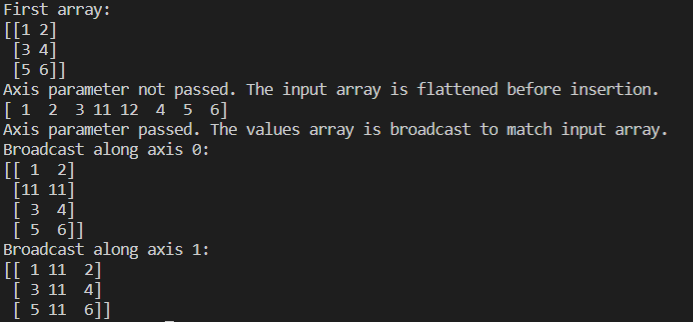 First array:
[[1 2]
 [3 4]
 [5 6]]
Axis parameter not passed. The input array is flattened before insertion.
[ 1  2  3 11 12  4  5  6]
Axis parameter passed. The values array is broadcast to match input array.
Broadcast along axis 0:
[[ 1  2]
 [11 11]
 [ 3  4]
 [ 5  6]]
Broadcast along axis 1:
[[ 1 11  2]
 [ 3 11  4]
 [ 5 11  6]]